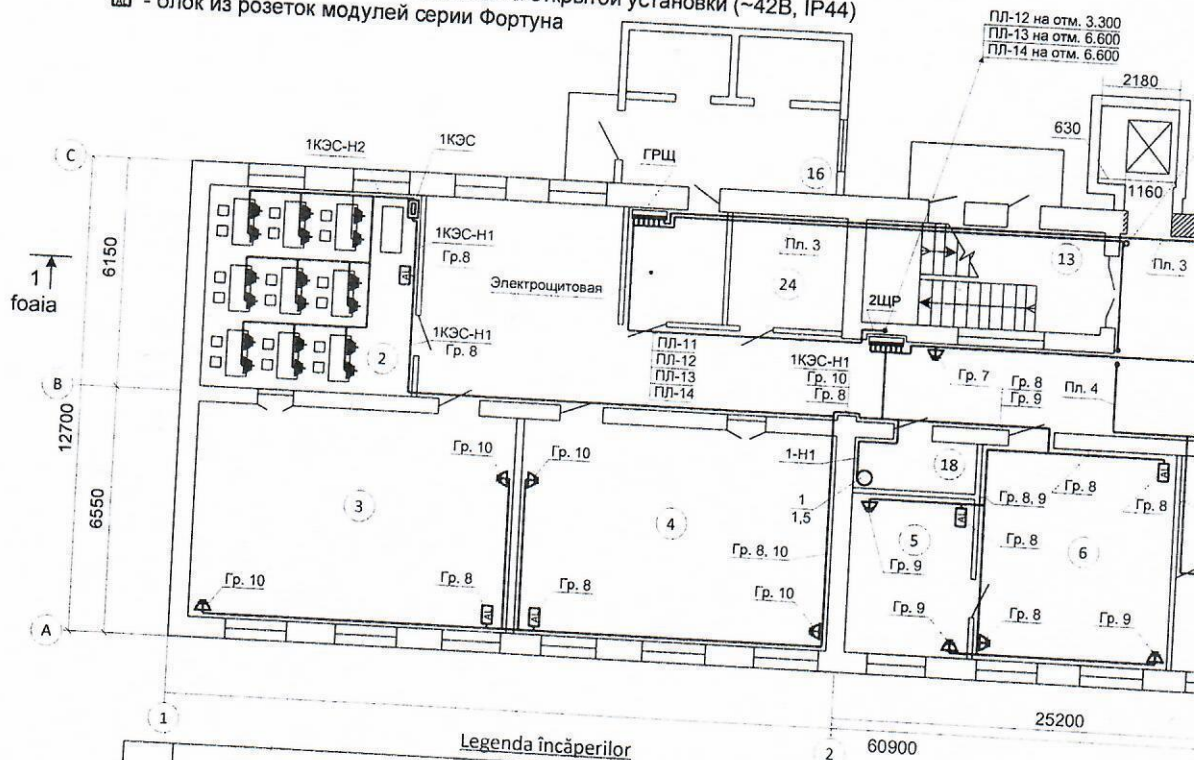 открытой установки (~42В, IP44)
- блок из розеток модулей серии Фортуна
ПЛ-12 на отм. 3.300
ПЛ-13 на отм. 6.600
ПЛ-14 на отм. 6.600
2180
630
1160
C
1КЭС-Н2
1КЭС
ГРЩ
16
1КЭС-Н1
Гр.8
Пл. 3
13
Пл. 3
6150
1
foaia
Электрощитовая
24
2ЩР
1КЭС-Н1
Гр. 8
2
ПЛ-11
ПЛ-12
ПЛ-13
ПЛ-14
1КЭС-Н1
Гр. 10
Гр. 8
Гр. 7
Гр. 8
Гр. 9
Пл. 4
B
12700
Гр. 10
Гр. 10
1-Н1
18
3
4
1
1,5
Гр. 8, 9
Гр. 8
Гр. 8
6550
Гр. 8, 10
5
Гр. 8
6
Гр. 9
Гр. 10
Гр. 8
Гр. 8
Гр. 10
Гр. 9
Гр. 8
Гр. 9
A
1
25200
Legenda încăperilor
2
60900